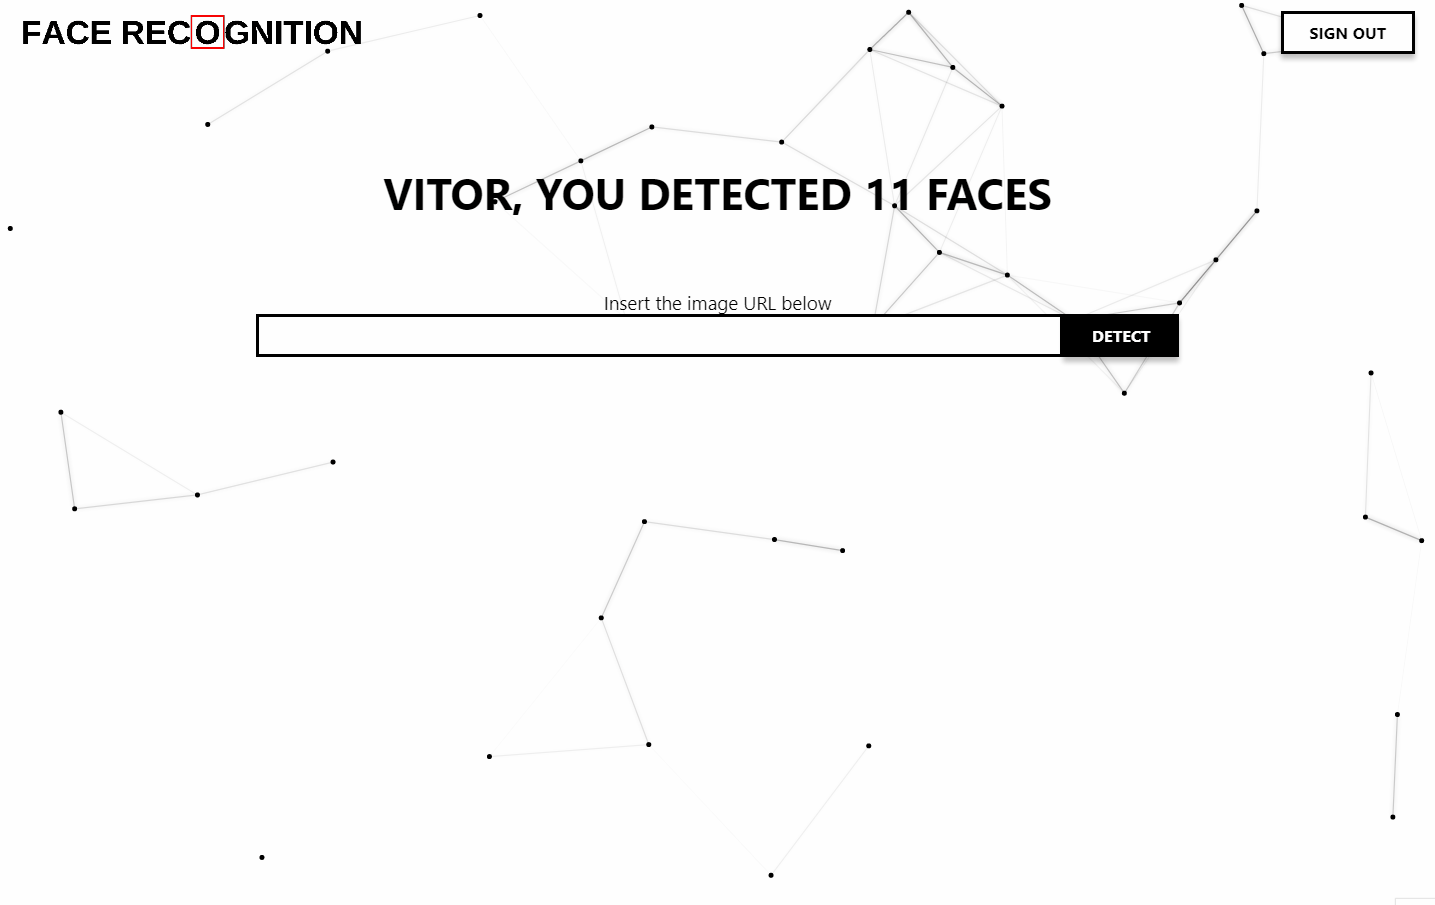 FACE RECOGNITION
SIGN OUT
VITOR, YOU DETECTED 11 FACES
Insert the image URL below
DETECT